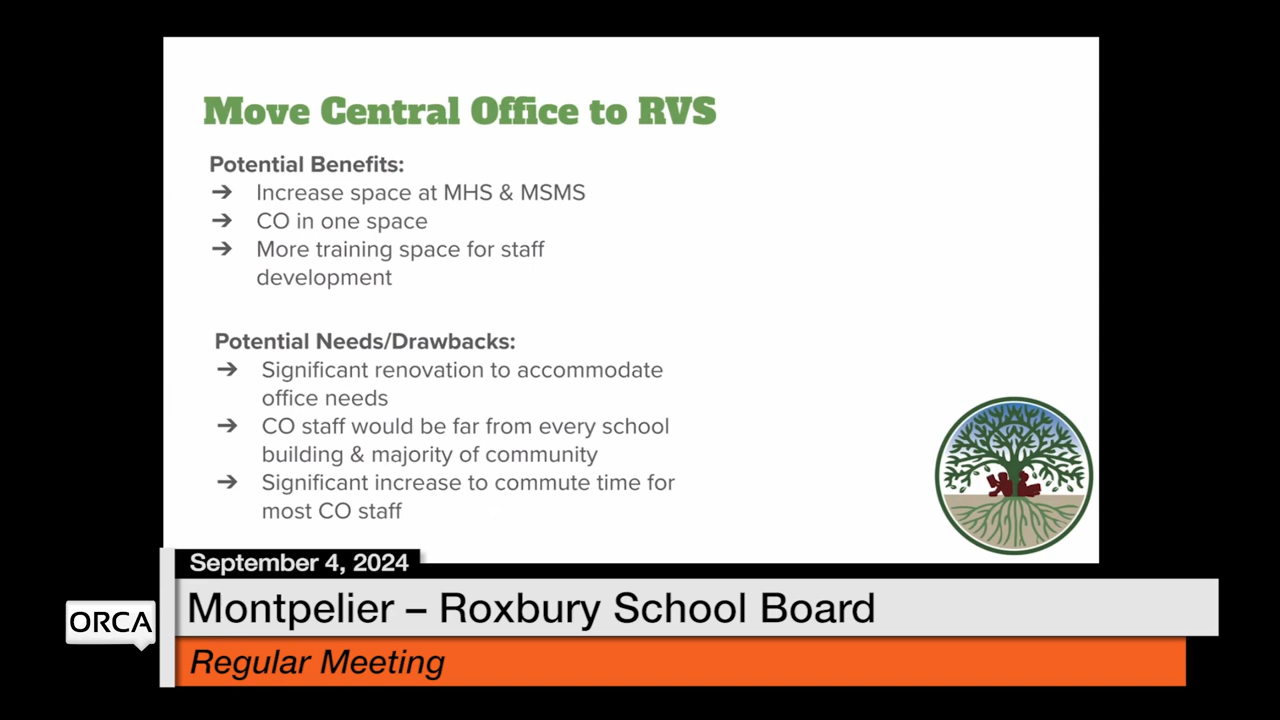 Move Central Office to RVS
Potential Benefits:
➔ Increase space at MHS & MSMS
➔ CO in one space
➔ More training space for staff
development
Potential Needs/Drawbacks:
➔ Significant renovation to accommodate
office needs
➔ CO staff would be far from every school
building & majority of community
➔ Significant increase to commute time for
most CO staff
September 4, 2024
ORCA
Montpelier – Roxbury School Board
Regular Meeting